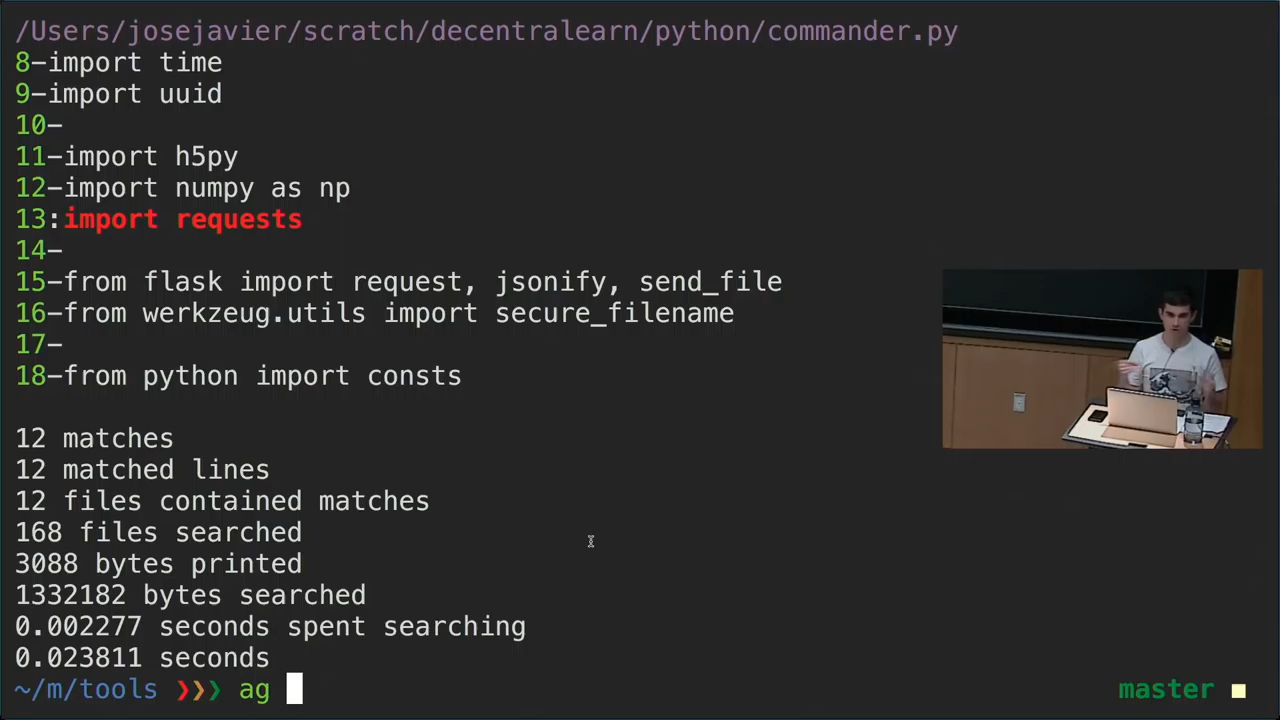 /Users/josejavier/scratch/decentralearn/python/commander.py
8-import time
9-import uuid
10-
11-import h5py
12-import numpy as np
13:import requests
14-
15-from flask import request, jsonify, send_file
16-from werkzeug.utils import secure_filename
17-
18-from python import consts
12 matches
12 matched lines
12 files contained matches
168 files searched
3088 bytes printed
1332182 bytes searched
0.002277 seconds spent searching
0.023811 seconds
~/m/tools ❯❯❯ ag master